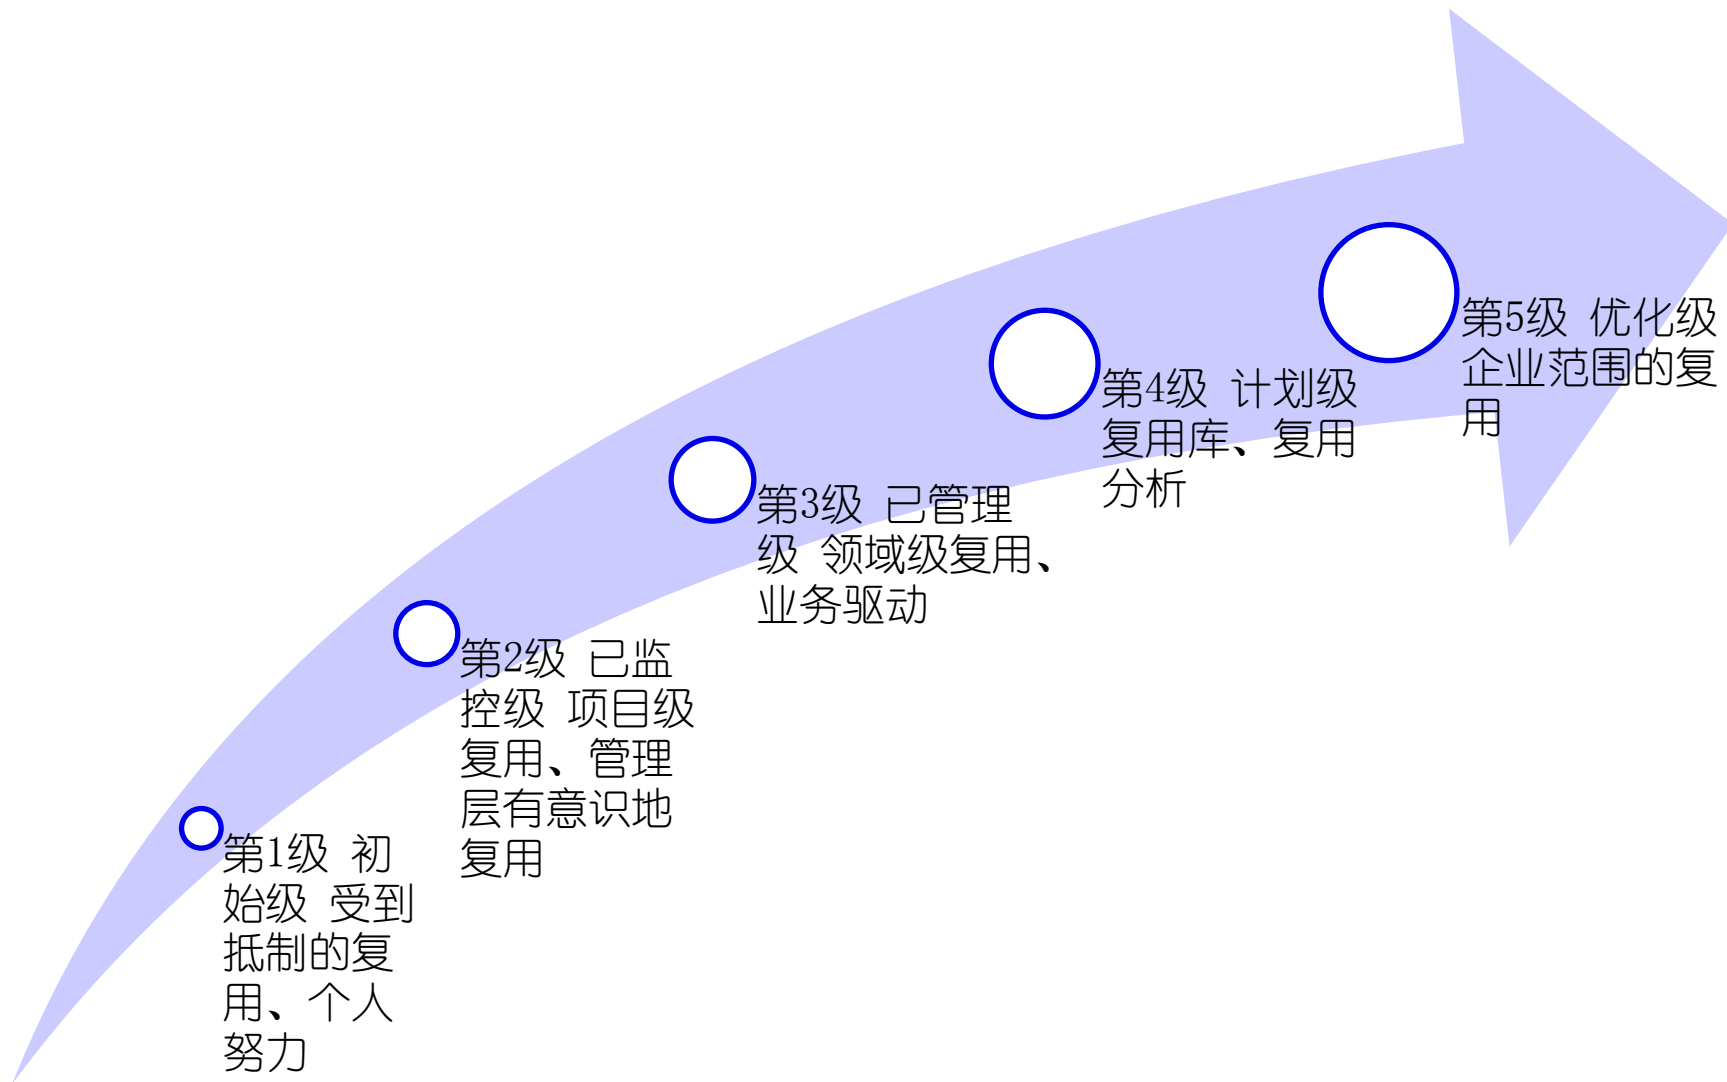 第1级 初
始级 受到
抵制的复
用、个人
努力
第2级 已监
控级 项目级
复用、管理
层有意识地
复用
第3级 已管理
级 领域级复用、
业务驱动
第4级 计划级
复用库、复用
分析
第5级 优化级
企业范围的复
用